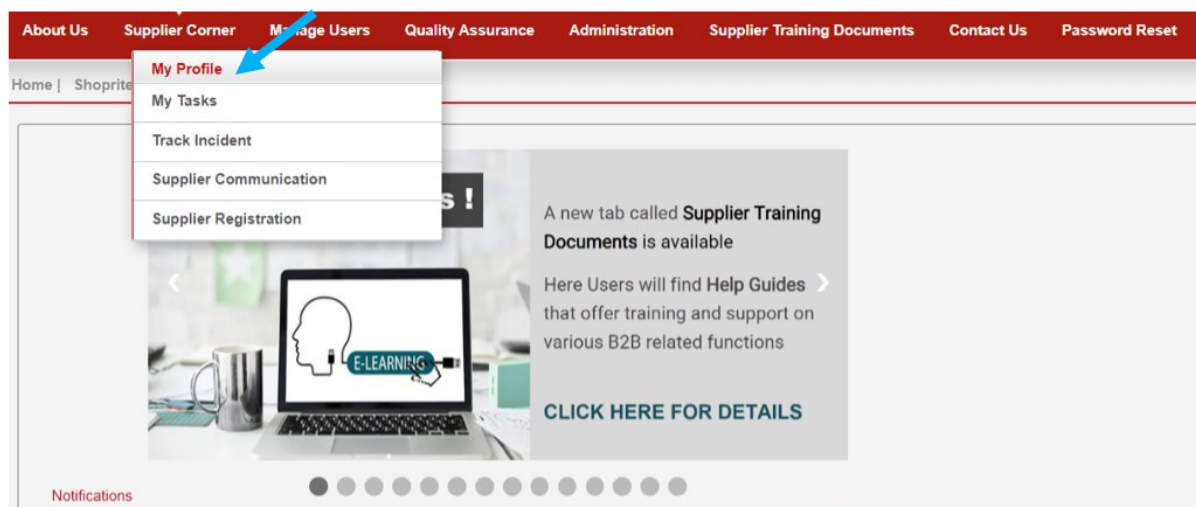 About Us Supplier Corner Manage Users Quality Assurance Administration Supplier Training Documents Contact Us Password Reset
My Profile
Home | Shoprite
My Tasks
Track Incident
Supplier Communication
Supplier Registration
s !
A new tab called Supplier Training
Documents is available
Here Users will find Help Guides
that offer training and support on
various B2B related functions
E-LEARNING
CLICK HERE FOR DETAILS
Notifications